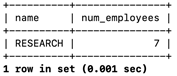 +----------+---------------+
| name     | num_employees |
+----------+---------------+
| RESEARCH |             7 |
+----------+---------------+
1 row in set (0.001 sec)